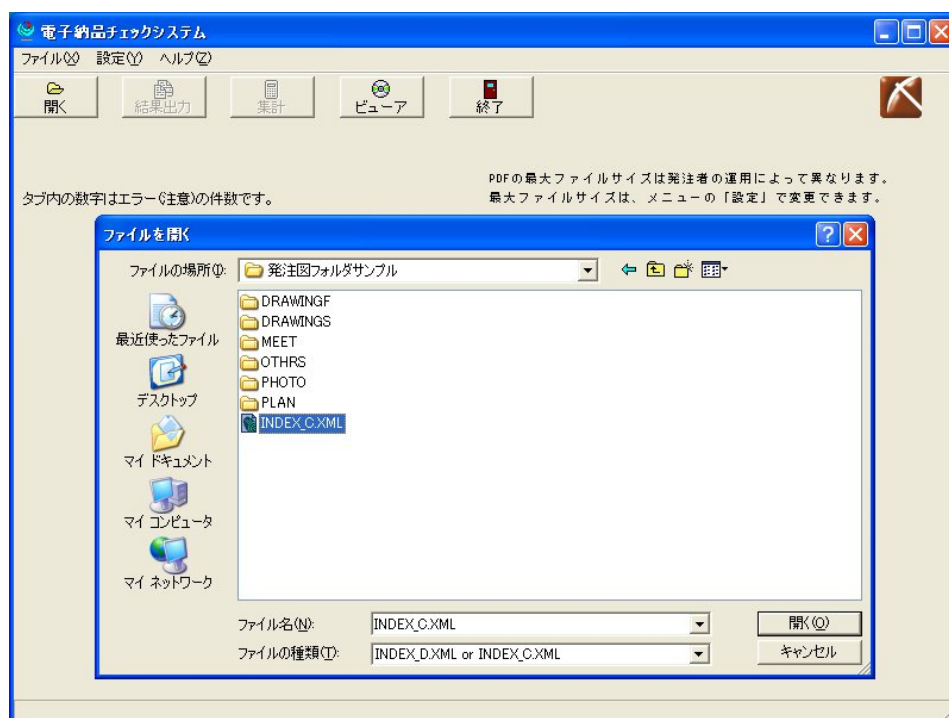 電子納品チェックシステム
ファイル(X) 設定(Y) ヘルプ(Z)
開く 結果出力 集計 ビューア 終了
PDFの最大ファイルサイズは発注者の運用によって異なります。
タブ内の数字はエラー(注意)の件数です。 最大ファイルサイズは、メニューの「設定」で変更できます。
ファイルを開く
ファイルの場所(I): 発注図フォルダサンプル
DRAWINGF
DRAWINGS
MEET
OTHRS
PHOTO
PLAN
INDEX_C.XML
最近使ったファイル
デスクトップ
マイ ドキュメント
マイ コンピュータ
マイ ネットワーク
ファイル名(N): INDEX_C.XML 開く(O)
ファイルの種類(T): INDEX_D.XML or INDEX_C.XML キャンセル